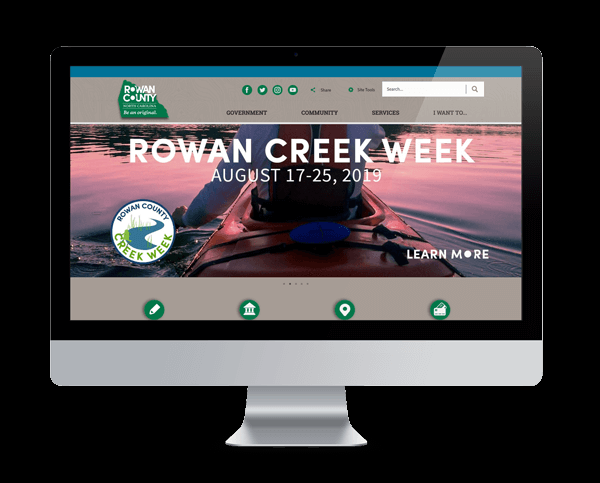 ROWAN
COUNTY
NORTH CAROLINA
Be an original.
Share
Site Tools
Search...
GOVERNMENT
COMMUNITY
SERVICES
I WANT TO...
ROWAN CREEK WEEK
AUGUST 17-25, 2019
ROWAN COUNTY
CREEK WEEK
LEARN MORE